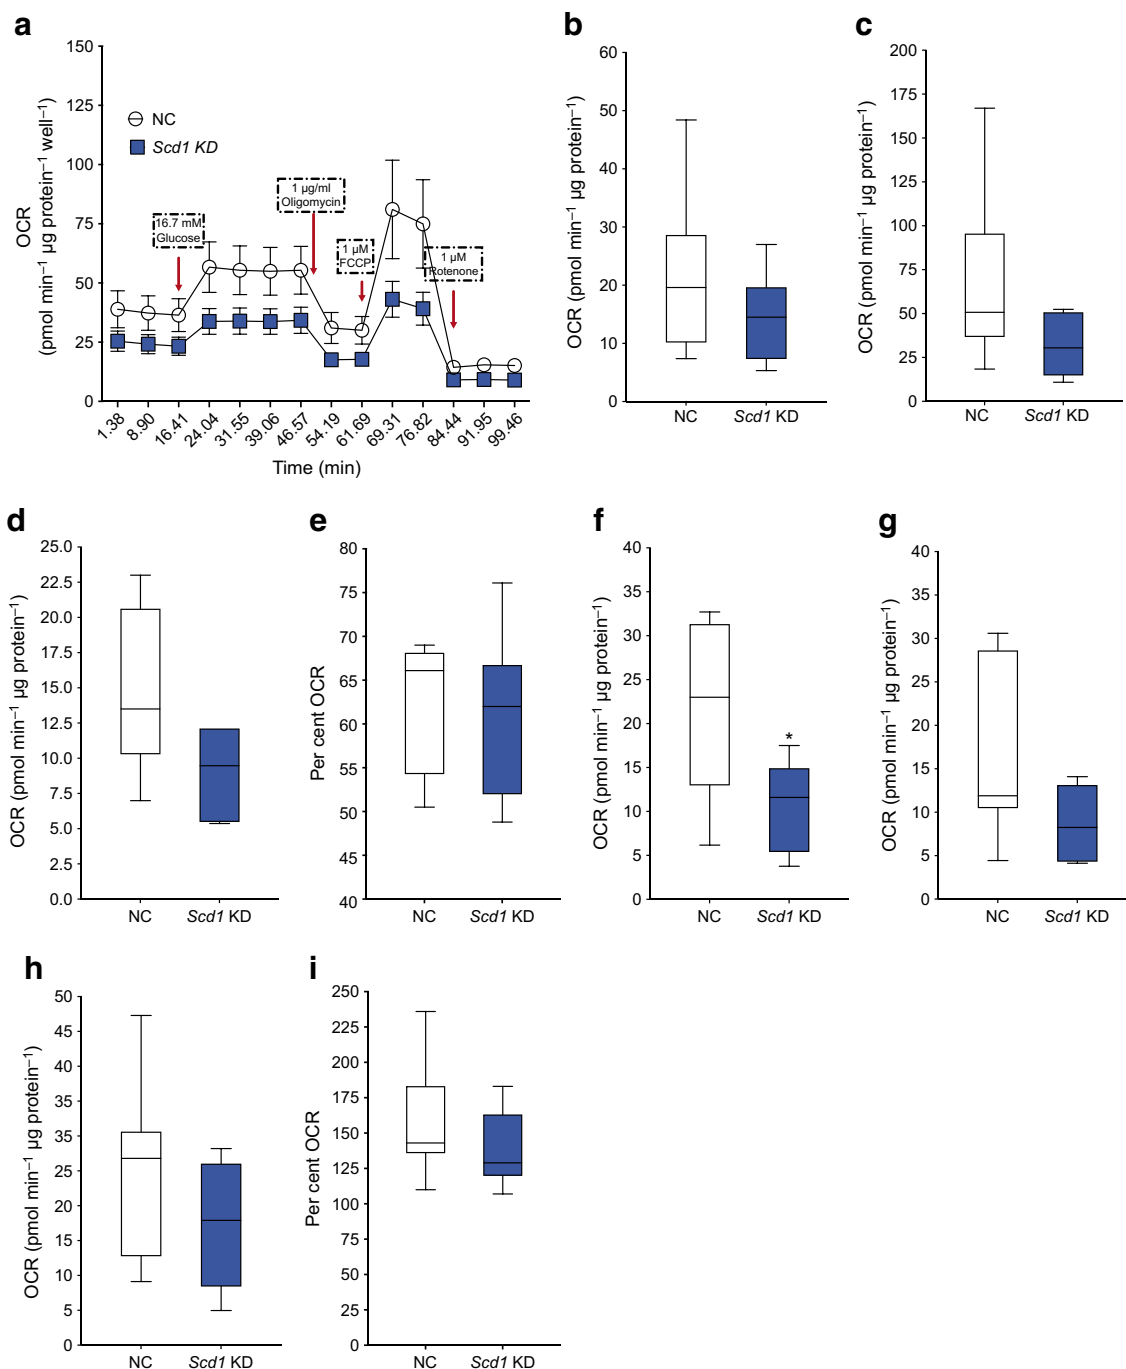 a
OCR
(pmol min⁻¹ µg protein⁻¹ well⁻¹)
150
125
100
75
50
25
0
NC
Scd1 KD
16.7 mM
Glucose
1 µg/ml
Oligomycin
1 µM
FCCP
1 µM
Rotenone
1.38
8.90
16.41
24.04
31.55
39.06
46.57
54.19
61.69
69.31
76.82
84.44
91.95
99.46
Time (min)
b
OCR (pmol min⁻¹ µg protein⁻¹)
60
50
40
30
20
10
0
NC
Scd1 KD
c
OCR (pmol min⁻¹ µg protein⁻¹)
200
175
150
125
100
75
50
25
0
NC
Scd1 KD
d
OCR (pmol min⁻¹ µg protein⁻¹)
25.0
22.5
20.0
17.5
15.0
12.5
10.0
7.5
5.0
2.5
0.0
NC
Scd1 KD
e
Per cent OCR
80
75
70
65
60
55
50
45
40
NC
Scd1 KD
f
OCR (pmol min⁻¹ µg protein⁻¹)
40
35
30
25
20
15
10
5
0
*
NC
Scd1 KD
g
OCR (pmol min⁻¹ µg protein⁻¹)
40
35
30
25
20
15
10
5
0
NC
Scd1 KD
h
OCR (pmol min⁻¹ µg protein⁻¹)
50
45
40
35
30
25
20
15
10
5
0
NC
Scd1 KD
i
Per cent OCR
250
225
200
175
150
125
100
75
50
25
0
NC
Scd1 KD